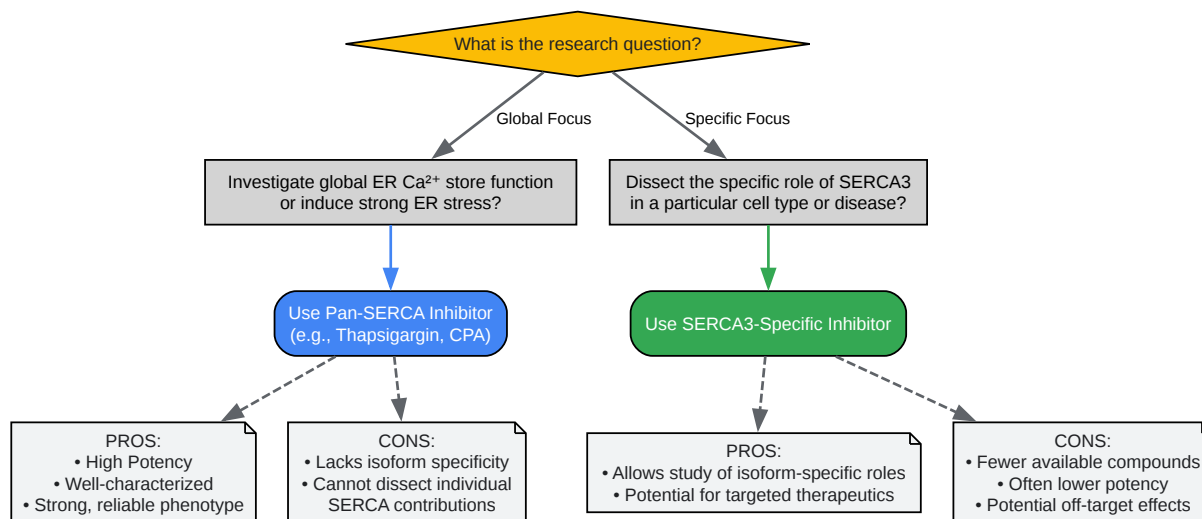 What is the research question?
Global Focus
Specific Focus
Investigate global ER Ca²⁺ store function
or induce strong ER stress?
Dissect the specific role of SERCA3
in a particular cell type or disease?
Use Pan-SERCA Inhibitor
(e.g., Thapsigargin, CPA)
Use SERCA3-Specific Inhibitor
PROS:
• High Potency
• Well-characterized
• Strong, reliable phenotype
CONS:
• Lacks isoform specificity
• Cannot dissect individual
SERCA contributions
PROS:
• Allows study of isoform-specific roles
• Potential for targeted therapeutics
CONS:
• Fewer available compounds
• Often lower potency
• Potential off-target effects